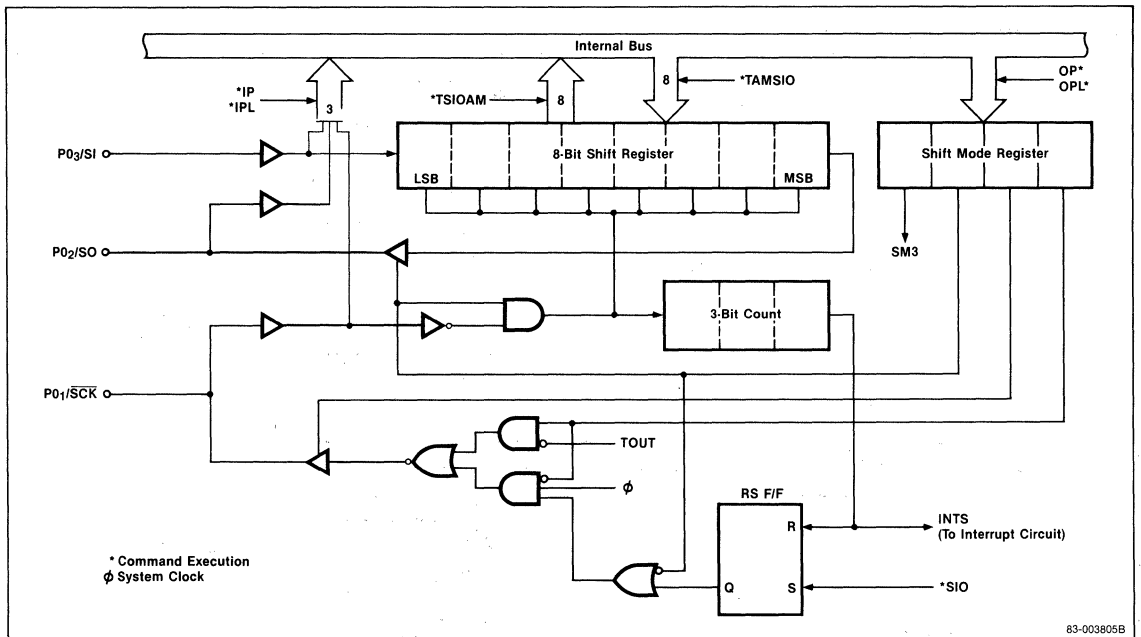 Internal Bus
*IP
*IPL
3
*TSIOAM
8
8
*TAMSIO
OP*
OPL*
P0₃/SI
8-Bit Shift Register
LSB
MSB
Shift Mode Register
P0₂/SO
SM3
3-Bit Count
P0₁/S̅C̅K̅
TOUT
ϕ
RS F/F
R
INTS
(To Interrupt Circuit)
* Command Execution
ϕ System Clock
Q
S
*SIO
83-003805B